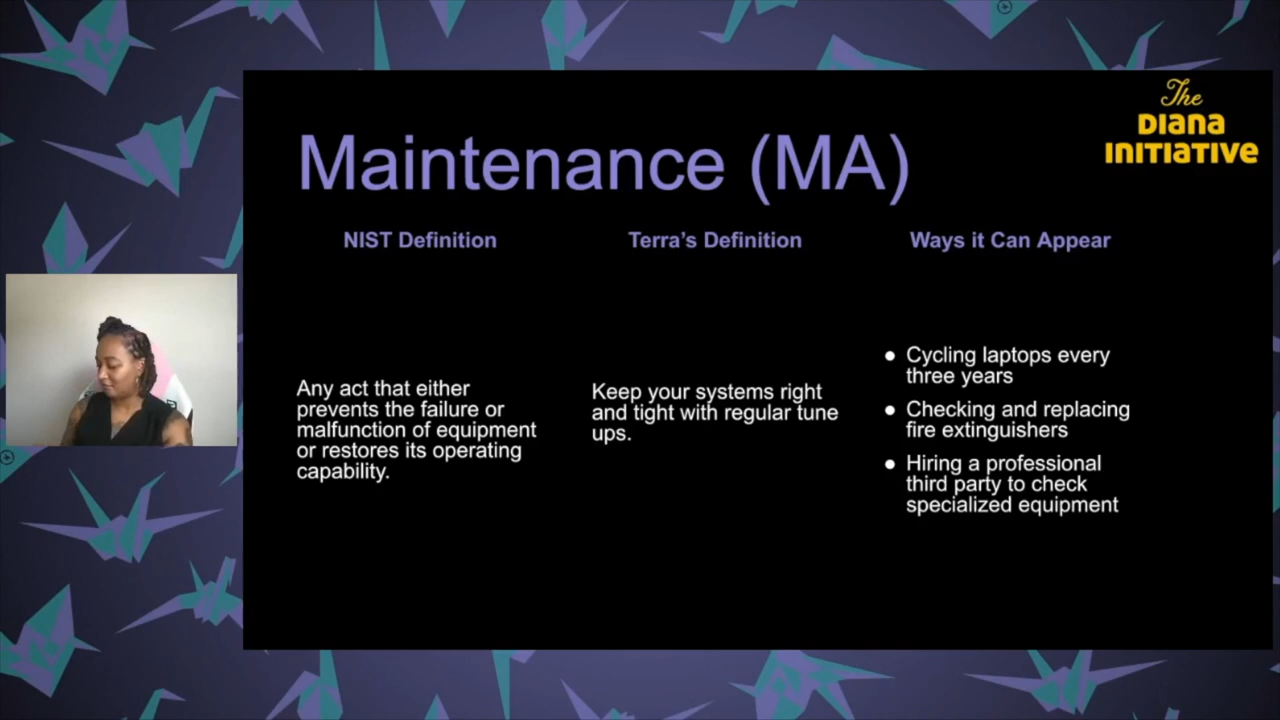 The
DIANA
INITIATIVE
Maintenance (MA)
NIST Definition
Any act that either
prevents the failure or
malfunction of equipment
or restores its operating
capability.
Terra’s Definition
Keep your systems right
and tight with regular tune
ups.
Ways it Can Appear
● Cycling laptops every
three years
● Checking and replacing
fire extinguishers
● Hiring a professional
third party to check
specialized equipment